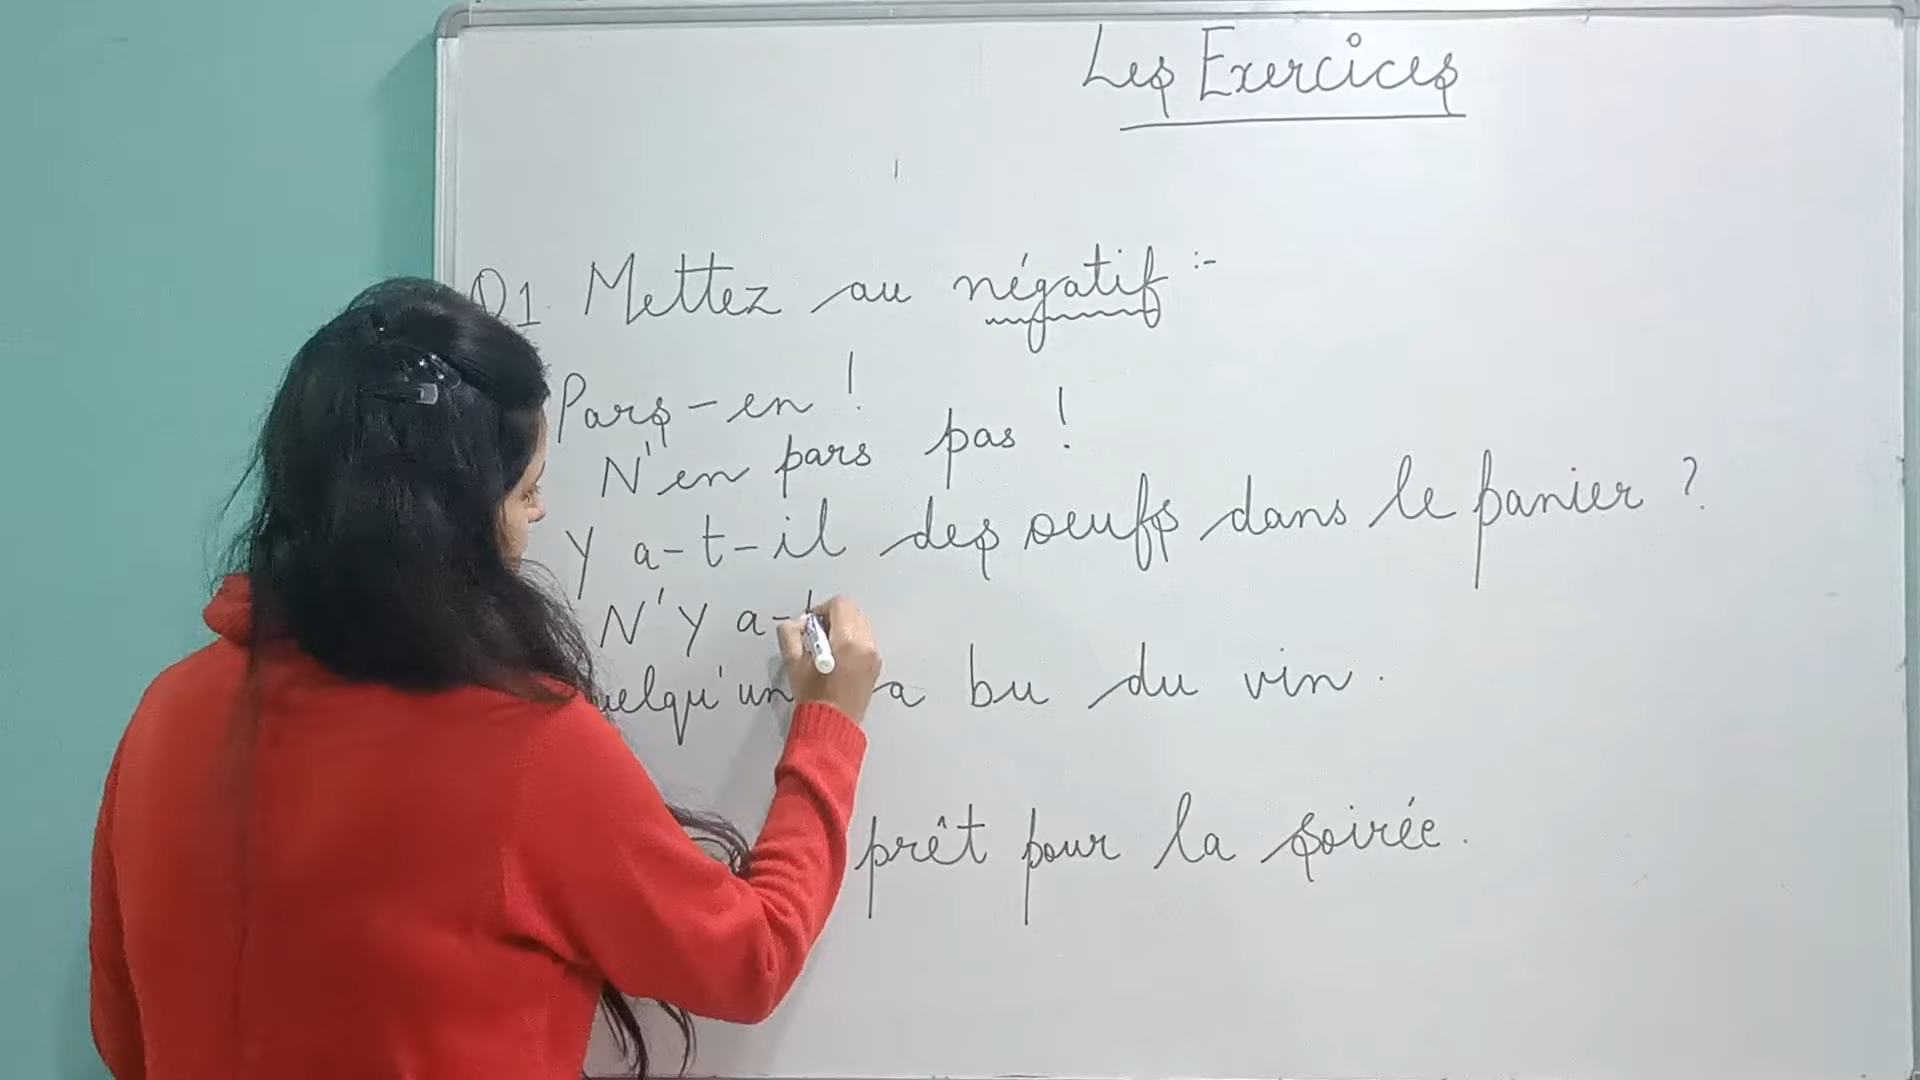 Les Exercices
Q1. Mettez au négatif :-
Pars-en !
N'en pars pas !
Y a-t-il des oeufs dans le panier ?
N'Y a-t
uelqu'un a bu du vin.
prêt pour la soirée.